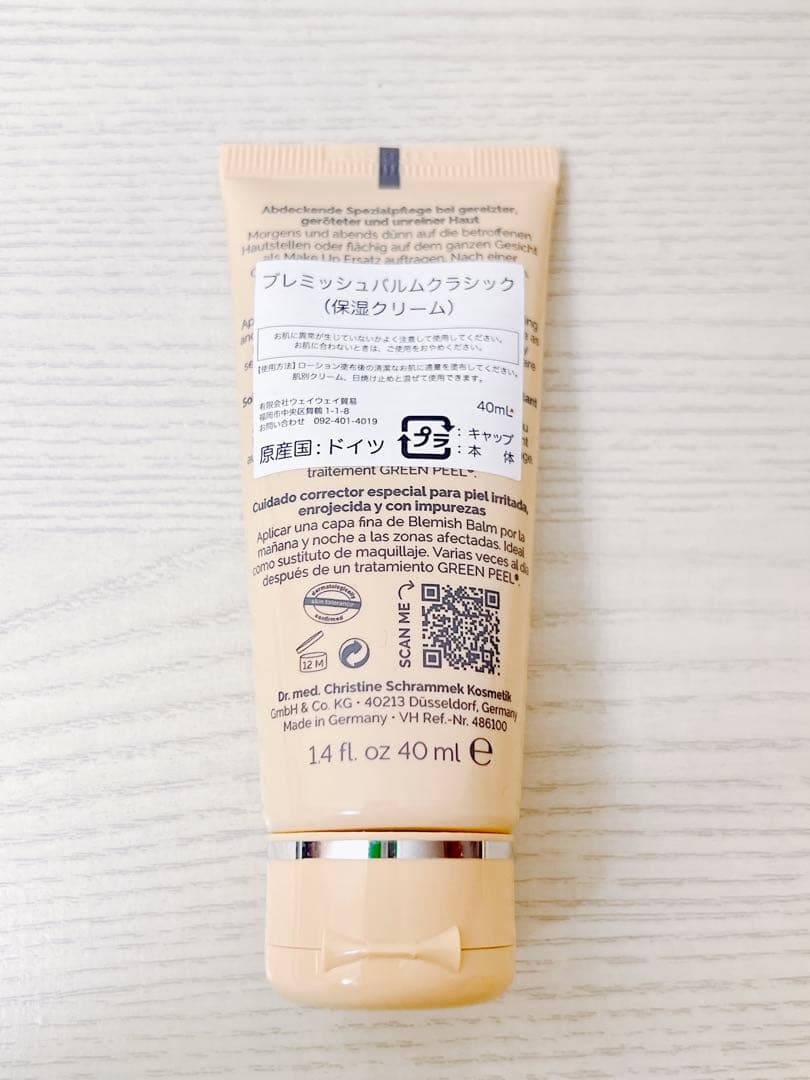 Abdeckende Spezialpflege bei gereizter,
geröteter und unreiner Haut
Morgens und abends dünn auf die betroffenen
Hautstellen oder flächig auf dem ganzen Gesicht
als Make Up Ersatz auftragen. Nach einer
ブレミッシュバルムクラシック
(保湿クリーム)
お肌に異常が生じていないかよく注意して使用してください。
お肌に合わないときは、ご使用をおやめください。
【使用方法】ローション塗布後の清潔なお肌に適量を塗布してください。
肌別クリーム、日焼け止めと混ぜて使用できます。
40mL
有限会社ウェイウェイ貿易
福岡市中央区舞鶴 1-1-8
お問い合わせ 092-401-4019
原産国:ドイツ
プラ
:キャップ
:本 体
traitement GREEN PEEL®.
Cuidado corrector especial para piel irritada,
enrojecida y con impurezas
Aplicar una capa fina de Blemish Balm por la
mañana y noche a las zonas afectadas. Ideal
como sustituto de maquillaje. Varias veces al día
después de un tratamiento GREEN PEEL®.
dermatologically
skin tolerance
confirmed
SCAN ME
12 M
Dr. med. Christine Schrammek Kosmetik
GmbH & Co. KG • 40213 Düsseldorf, Germany
Made in Germany • VH Ref.-Nr. 486100
1.4 fl. oz 40 ml ℮